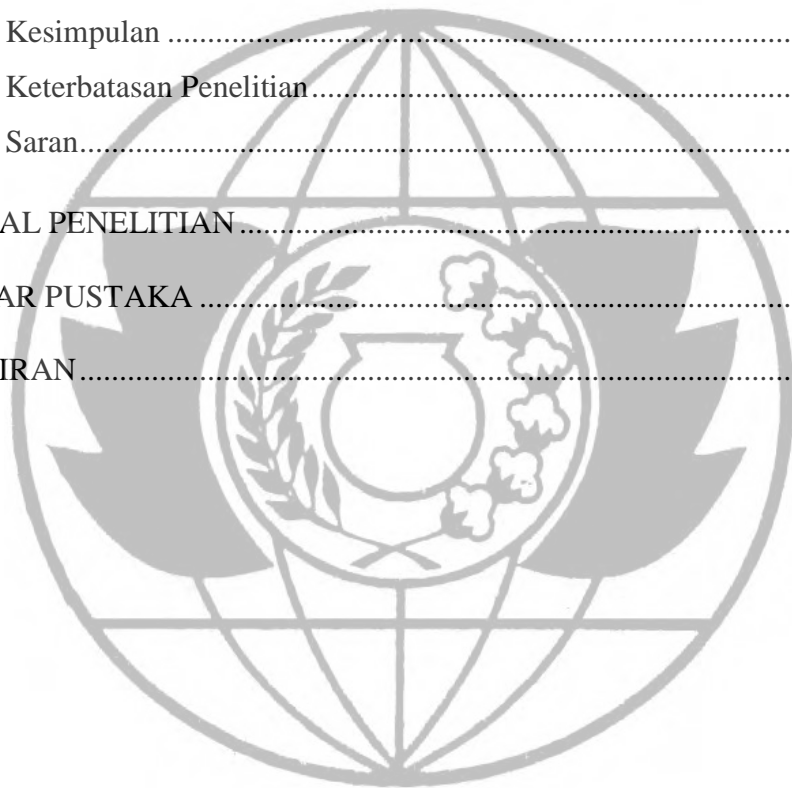 Kesimpulan ....................................................................................
Keterbatasan Penelitian..............................................................
Saran...............................................................................................
AL PENELITIAN......................................................................
AR PUSTAKA ...........................................................................
IRAN...........................................................................................